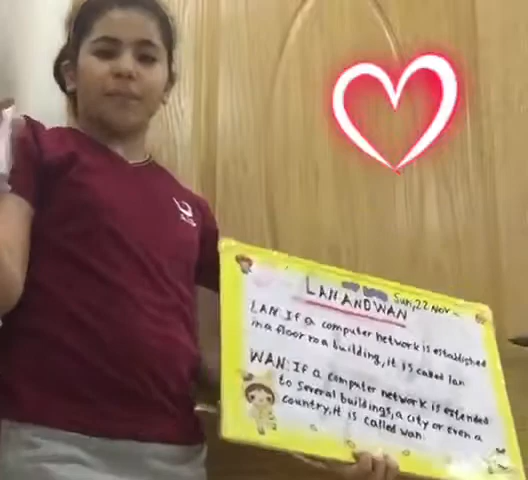 LAN AND WAN
Sun,22 Nov
LAN: If a computer network is established
in a floor ro a building, it is called lan
WAN: If a computer network is extended
to several buildings, a city or even a
country, it is called wan.